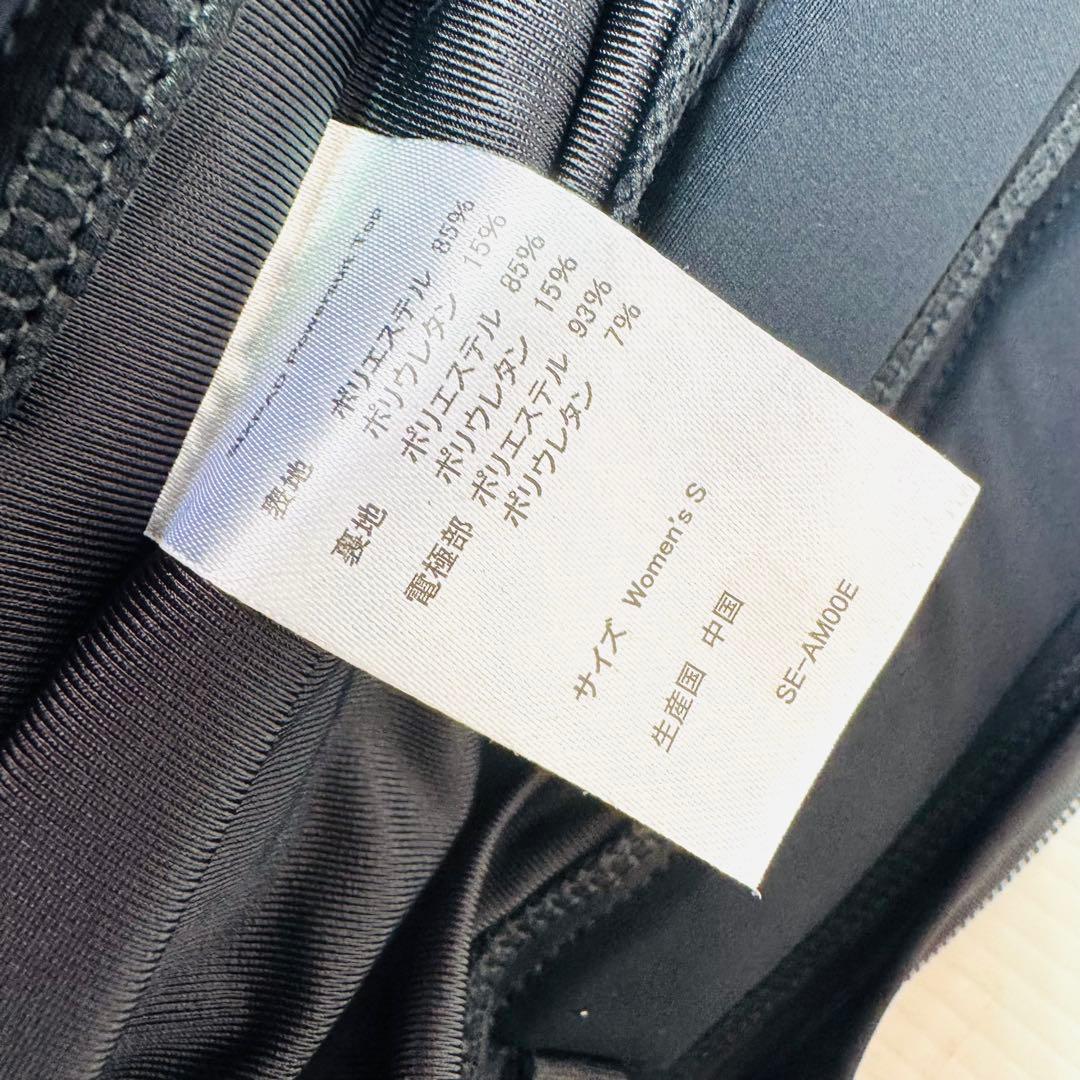 Top
表地 ポリエステル 85%
ポリウレタン 15%
裏地 ポリエステル 85%
ポリウレタン 15%
電極部 ポリエステル 93%
ポリウレタン 7%
サイズ Women's S
生産国 中国
SE-AM00E